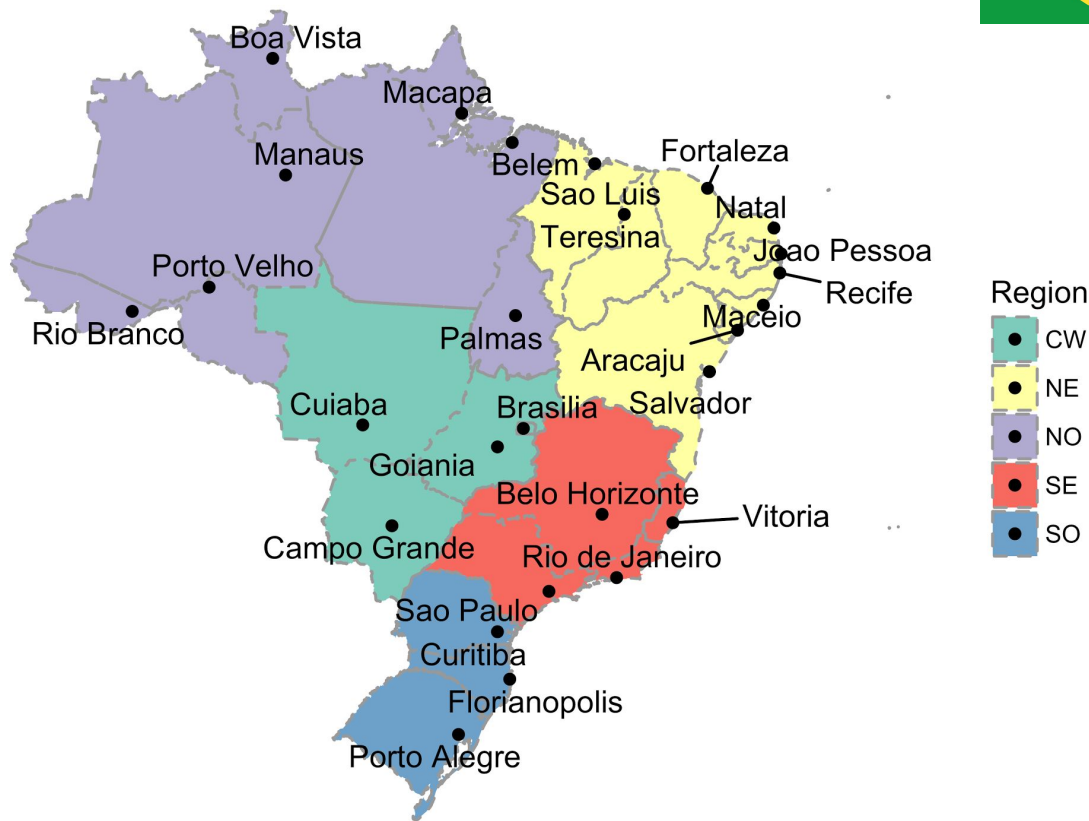 Boa Vista
Macapa
Manaus
Belem
Fortaleza
Sao Luis
Natal
Teresina
Joao Pessoa
Porto Velho
Recife
Rio Branco
Maceio
Palmas
Aracaju
Cuiaba
Brasilia
Salvador
Goiania
Belo Horizonte
Vitoria
Campo Grande
Rio de Janeiro
Sao Paulo
Curitiba
Florianopolis
Porto Alegre
Region
CW
NE
NO
SE
SO